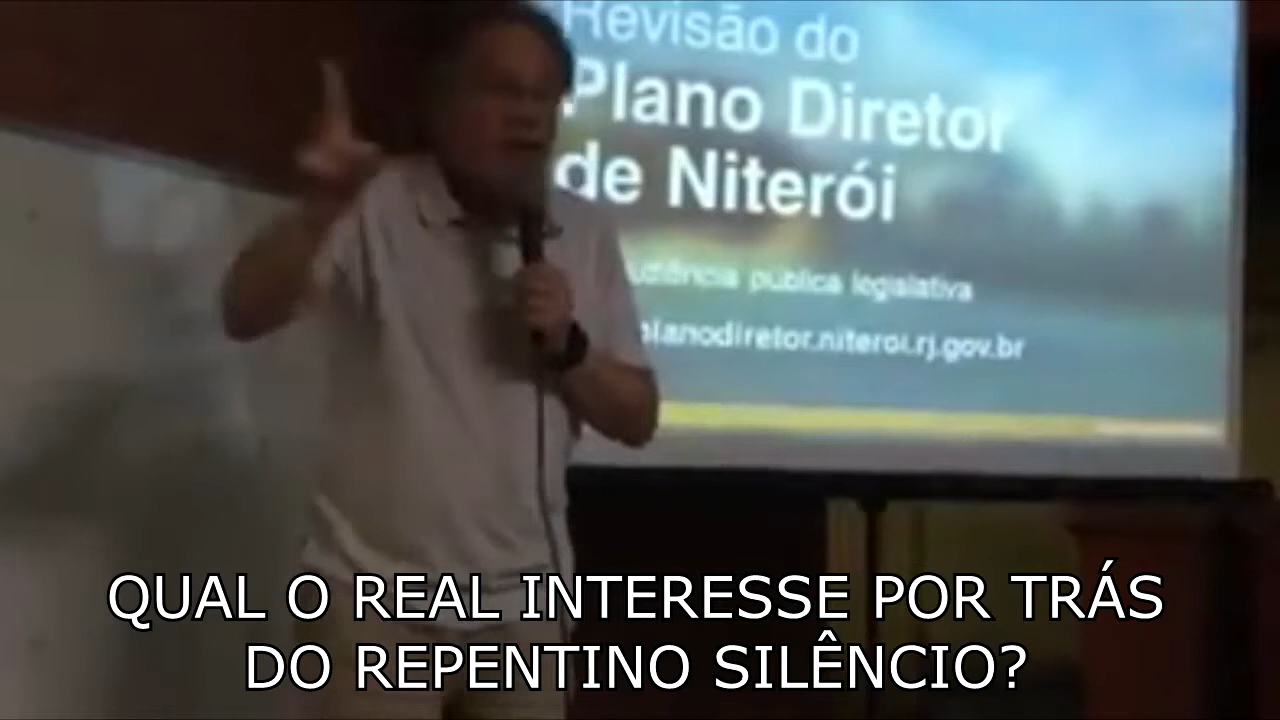 Revisão do
Plano Diretor
de Niterói
pública legislativa
planodiretor.niteroi.rj.gov.br
QUAL O REAL INTERESSE POR TRÁS
DO REPENTINO SILÊNCIO?